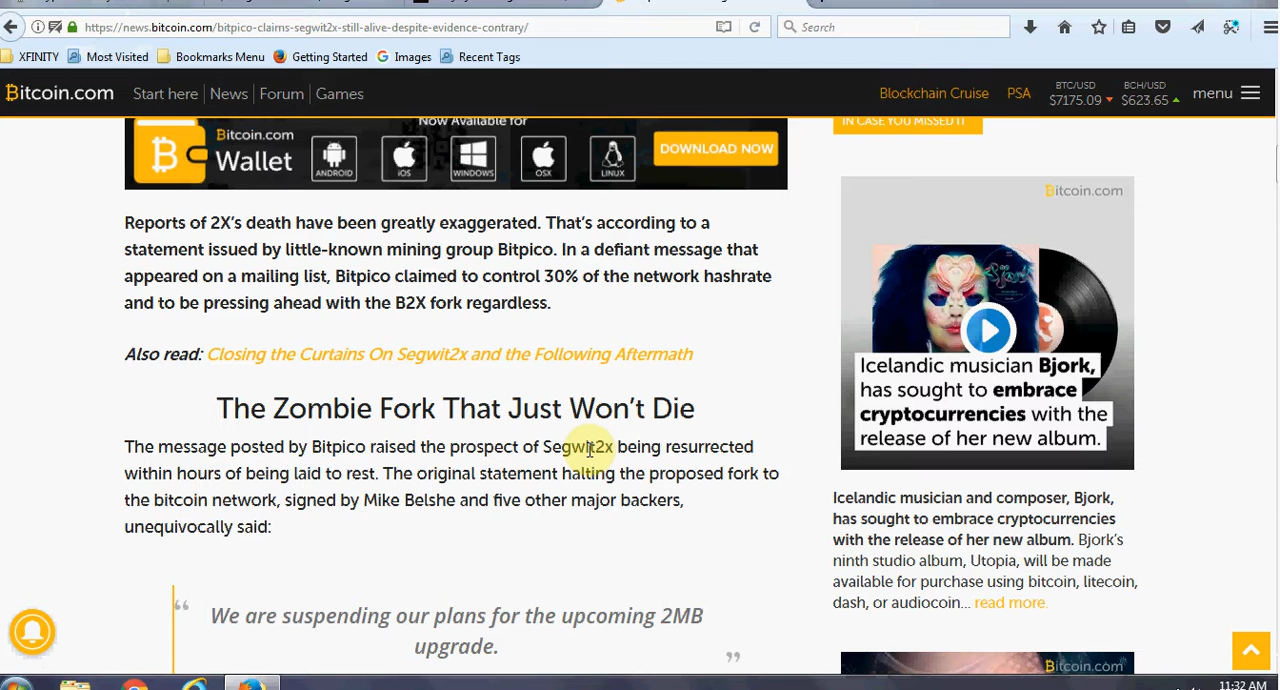 https://news.bitcoin.com/bitpico-claims-segwit2x-still-alive-despite-evidence-contrary/
Search
XFINITY
Most Visited
Bookmarks Menu
Getting Started
Images
Recent Tags
Bitcoin.com
Start here
News
Forum
Games
Blockchain Cruise
PSA
BTC/USD
$7175.09
BCH/USD
$623.65
menu
Now Available for
Bitcoin.com
Wallet
ANDROID
iOS
WINDOWS
OSX
LINUX
DOWNLOAD NOW
IN CASE YOU MISSED IT
Reports of 2X's death have been greatly exaggerated. That's according to a
statement issued by little-known mining group Bitpico. In a defiant message that
appeared on a mailing list, Bitpico claimed to control 30% of the network hashrate
and to be pressing ahead with the B2X fork regardless.
Also read: Closing the Curtains On Segwit2x and the Following Aftermath
The Zombie Fork That Just Won't Die
The message posted by Bitpico raised the prospect of Segwit2x being resurrected
within hours of being laid to rest. The original statement halting the proposed fork to
the bitcoin network, signed by Mike Belshe and five other major backers,
unequivocally said:
“ We are suspending our plans for the upcoming 2MB
upgrade. ”
Bitcoin.com
Icelandic musician Bjork,
has sought to embrace
cryptocurrencies with the
release of her new album.
Icelandic musician and composer, Bjork,
has sought to embrace cryptocurrencies
with the release of her new album. Bjork's
ninth studio album, Utopia, will be made
available for purchase using bitcoin, litecoin,
dash, or audiocoin... read more.
Bitcoin.com
11:32 AM